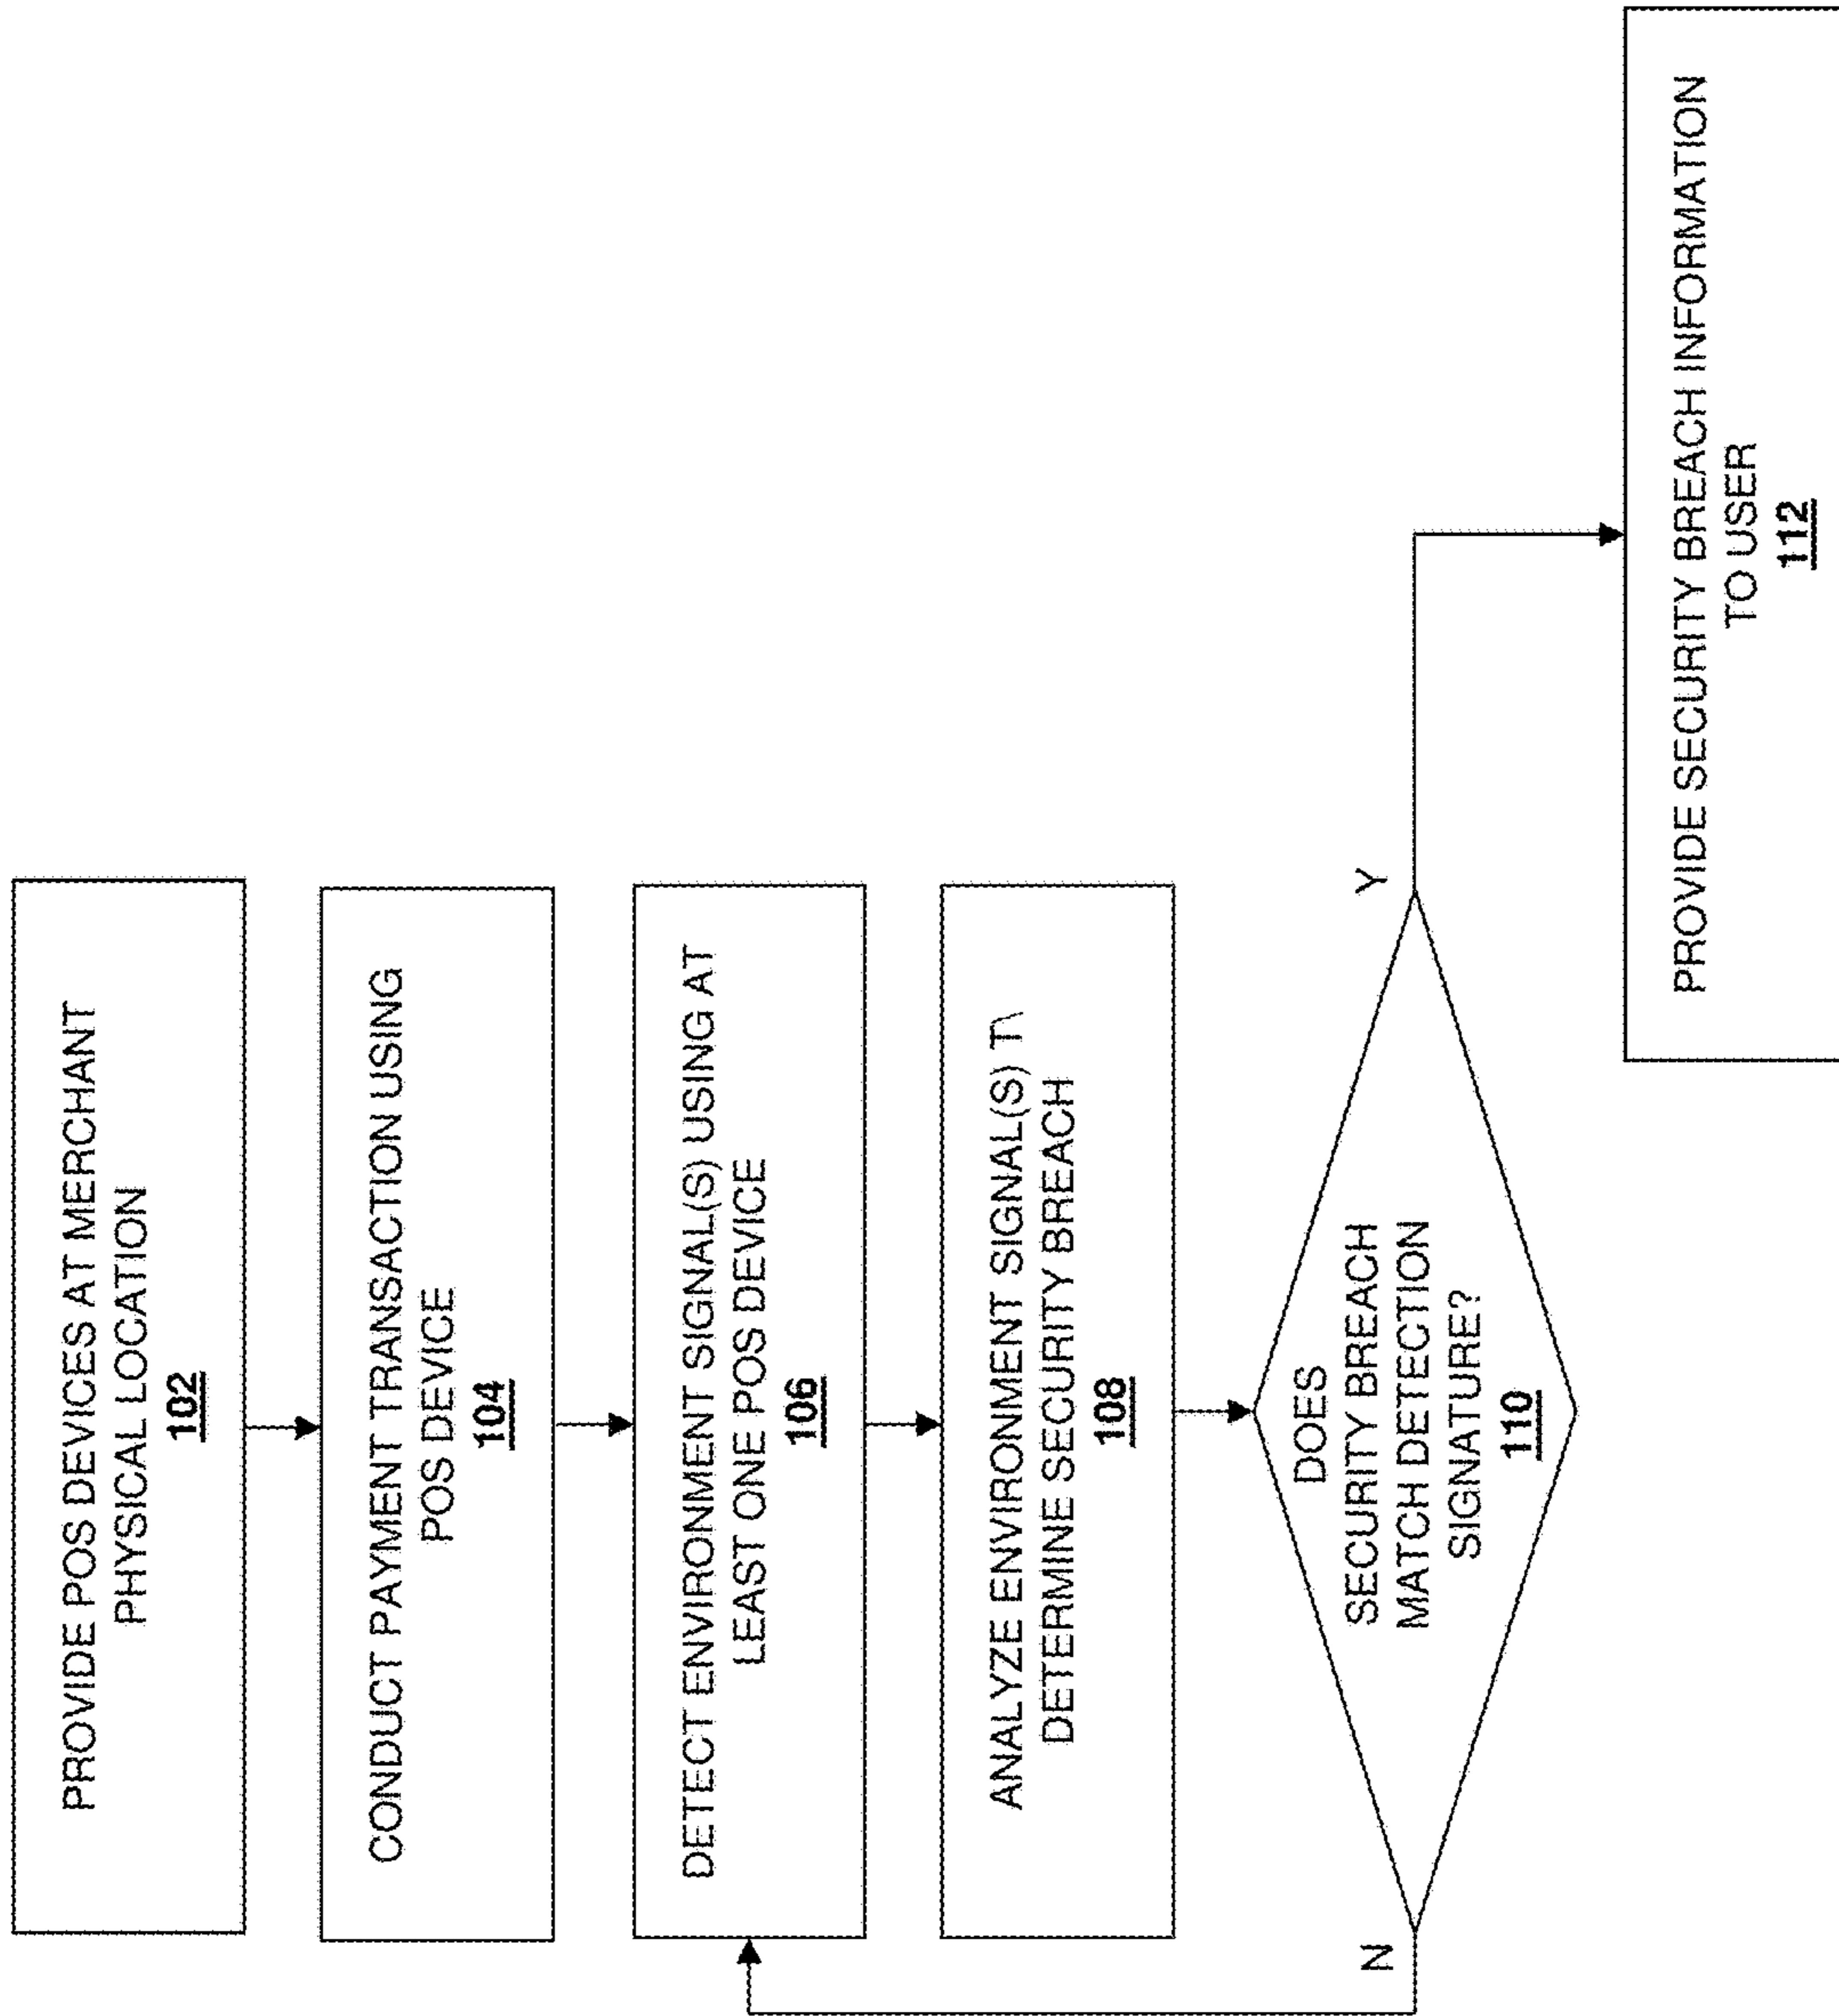 PROVIDE POS DEVICES AT MERCHANT
PHYSICAL LOCATION
102
CONDUCT PAYMENT TRANSACTION USING
POS DEVICE
104
DETECT ENVIRONMENT SIGNAL(S) USING AT
LEAST ONE POS DEVICE
106
ANALYZE ENVIRONMENT SIGNAL(S) T\
DETERMINE SECURITY BREACH
108
DOES
SECURITY BREACH
MATCH DETECTION
SIGNATURE?
110
N
Y
PROVIDE SECURITY BREACH INFORMATION
TO USER
112